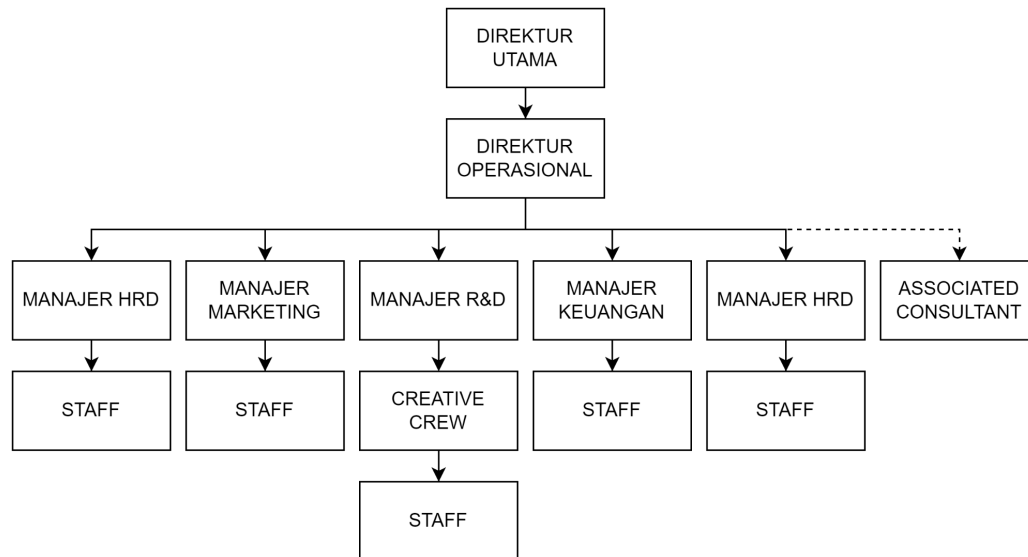 DIREKTUR
UTAMA
DIREKTUR
OPERASIONAL
MANAJER HRD
MANAJER
MARKETING
MANAJER R&D
MANAJER
KEUANGAN
MANAJER HRD
ASSOCIATED
CONSULTANT
STAFF
STAFF
CREATIVE
CREW
STAFF
STAFF
STAFF